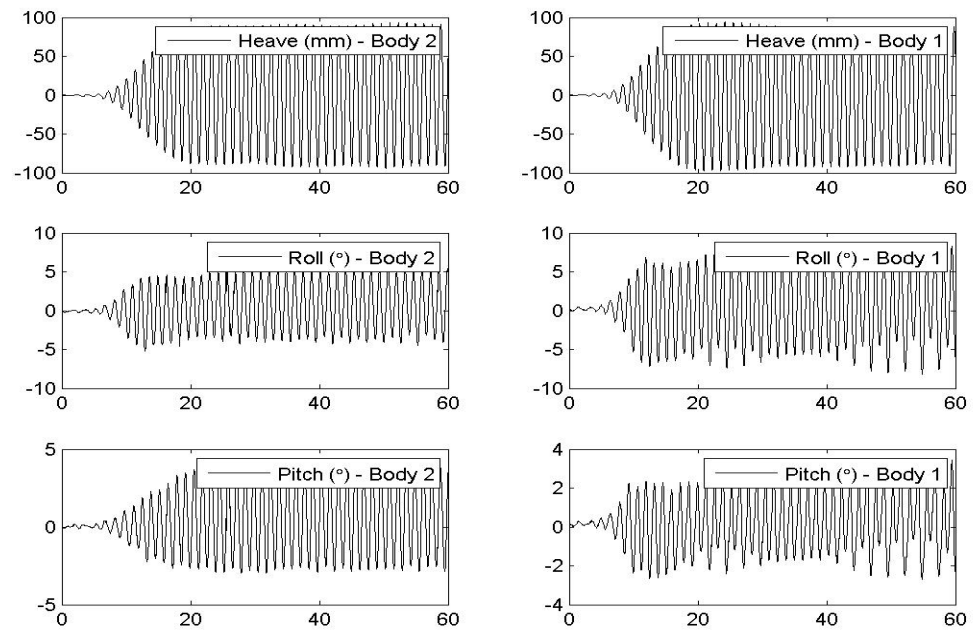 100
50
0
-50
-100
Heave (mm) - Body 2
0 20 40 60
100
50
0
-50
-100
Heave (mm) - Body 1
0 20 40 60
10
5
0
-5
-10
Roll (°) - Body 2
0 20 40 60
10
5
0
-5
-10
Roll (°) - Body 1
0 20 40 60
5
0
-5
Pitch (°) - Body 2
0 20 40 60
4
2
0
-2
-4
Pitch (°) - Body 1
0 20 40 60